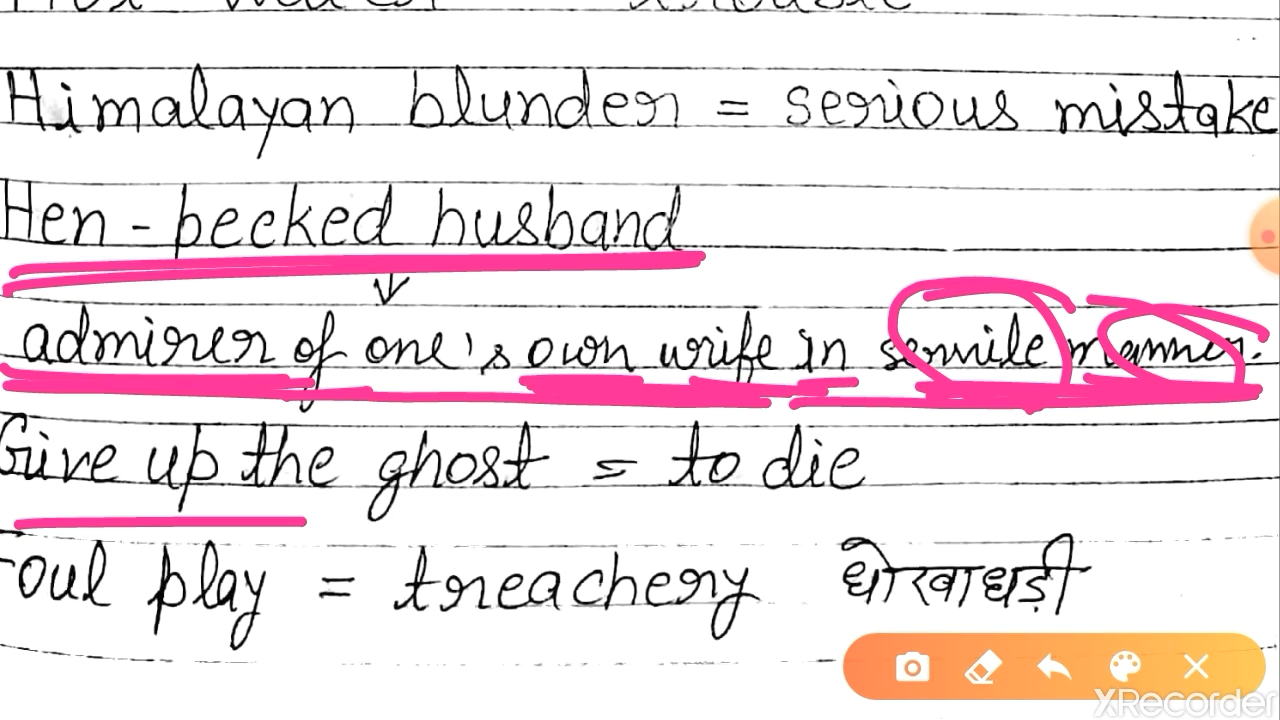 Himalayan blunder = serious mistake
Hen-pecked husband
admirer of one's own wife in servile manner.
Give up the ghost = to die
Foul play = treachery धोखाधड़ी
XRecorder